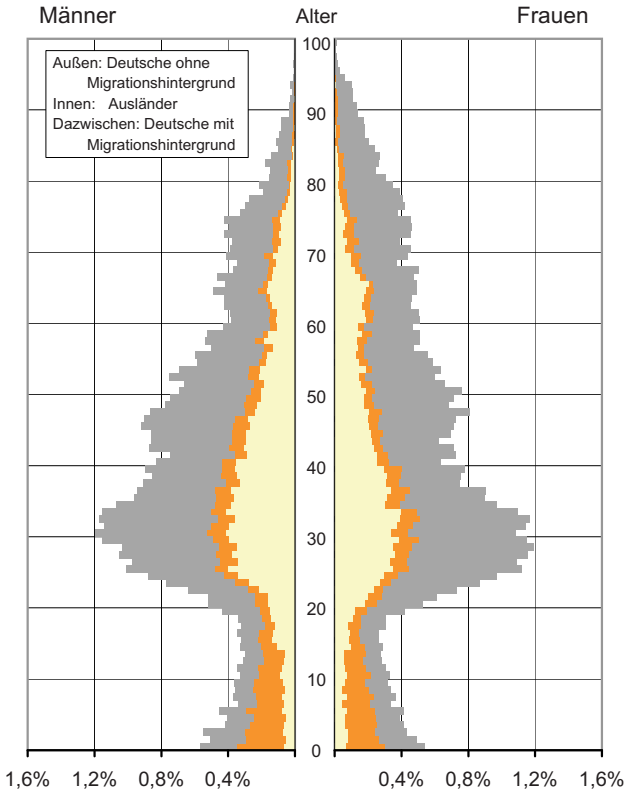 Männer Alter Frauen
100
Außen: Deutsche ohne
Migrationshintergrund
Innen: Ausländer
Dazwischen: Deutsche mit
Migrationshintergrund
90
80
70
60
50
40
30
20
10
0
1,6% 1,2% 0,8% 0,4% 0,4% 0,8% 1,2% 1,6%